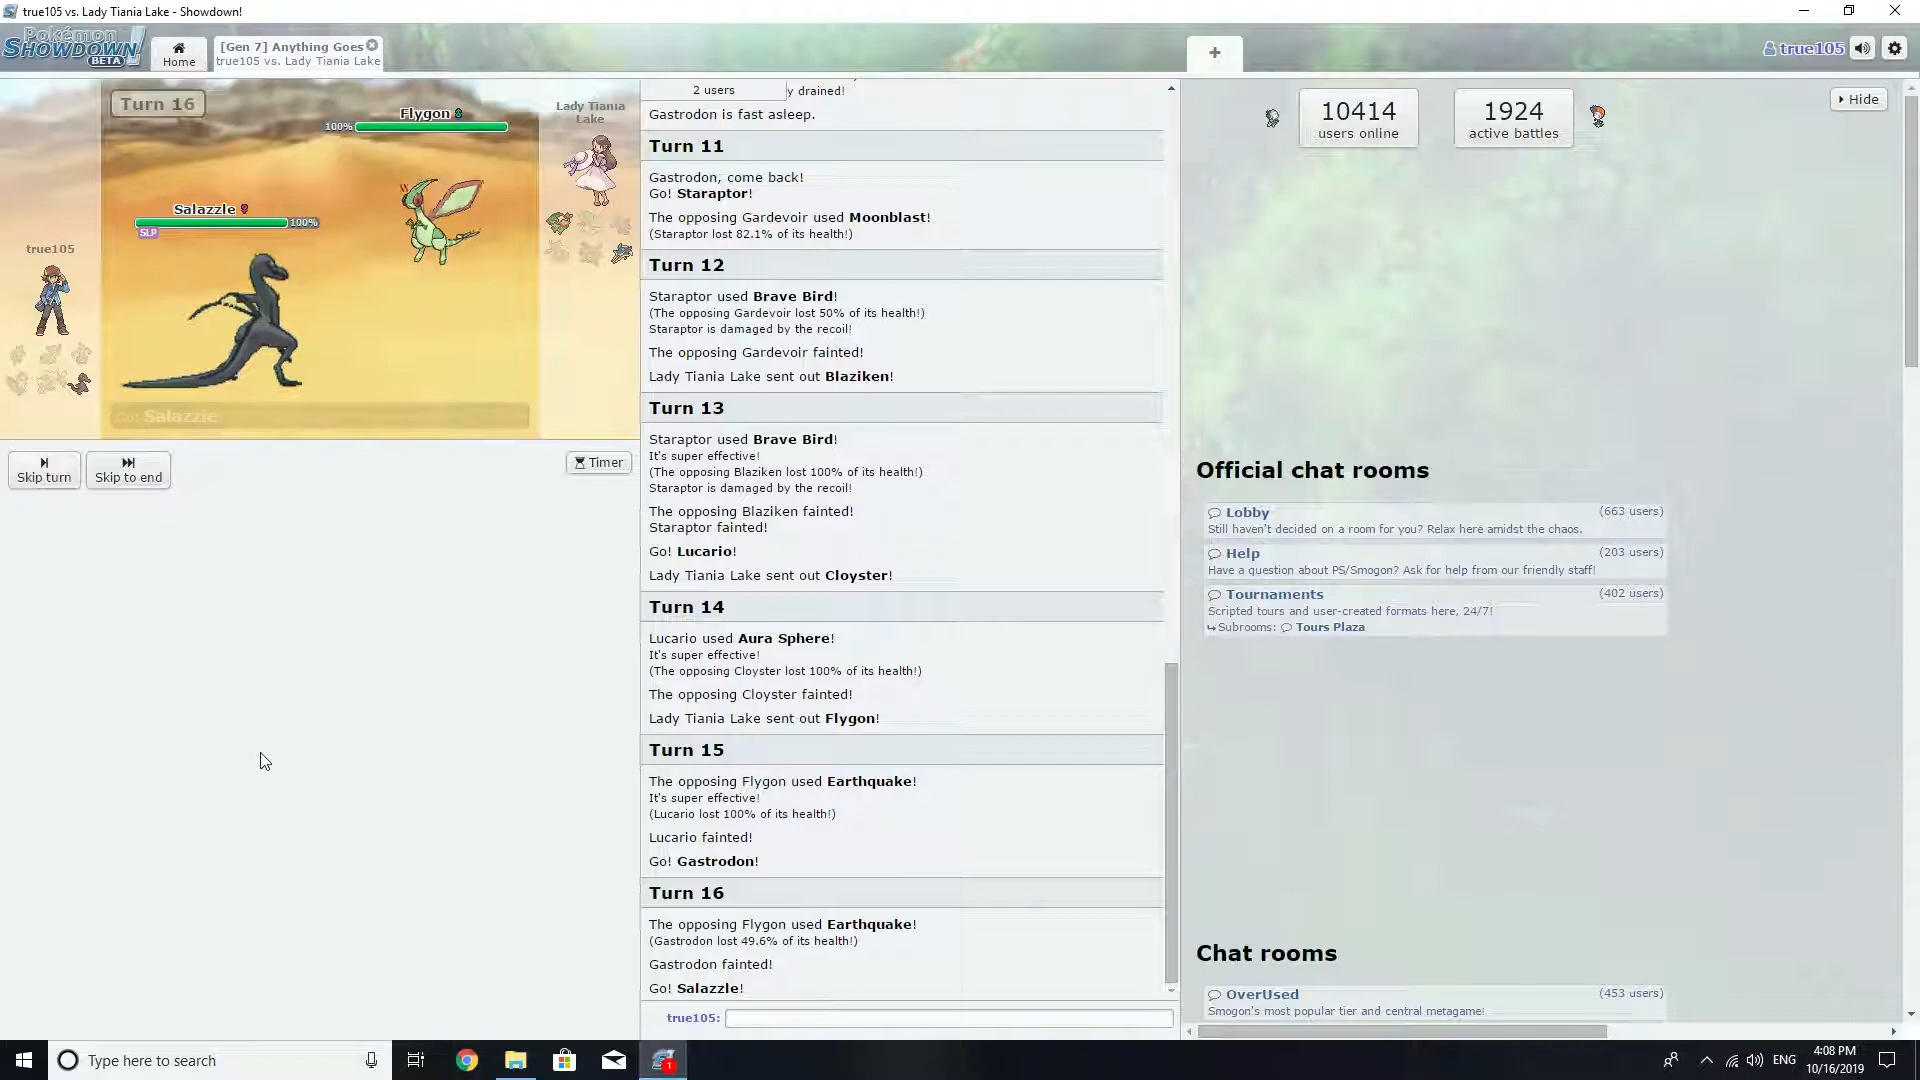 true105 vs. Lady Tiania Lake - Showdown!
Pokémon
SHOWDOWN!
BETA
Home
[Gen 7] Anything Goes
true105 vs. Lady Tiania Lake
+
true105
Turn 16
Flygon
100%
Salazzle
100%
SLP
true105
Lady Tiania
Lake
Go! Salazzle!
Skip turn
Skip to end
Timer
2 users
y drained!
Gastrodon is fast asleep.
Turn 11
Gastrodon, come back!
Go! Staraptor!
The opposing Gardevoir used Moonblast!
(Staraptor lost 82.1% of its health!)
Turn 12
Staraptor used Brave Bird!
(The opposing Gardevoir lost 50% of its health!)
Staraptor is damaged by the recoil!
The opposing Gardevoir fainted!
Lady Tiania Lake sent out Blaziken!
Turn 13
Staraptor used Brave Bird!
It's super effective!
(The opposing Blaziken lost 100% of its health!)
Staraptor is damaged by the recoil!
The opposing Blaziken fainted!
Staraptor fainted!
Go! Lucario!
Lady Tiania Lake sent out Cloyster!
Turn 14
Lucario used Aura Sphere!
It's super effective!
(The opposing Cloyster lost 100% of its health!)
The opposing Cloyster fainted!
Lady Tiania Lake sent out Flygon!
Turn 15
The opposing Flygon used Earthquake!
It's super effective!
(Lucario lost 100% of its health!)
Lucario fainted!
Go! Gastrodon!
Turn 16
The opposing Flygon used Earthquake!
(Gastrodon lost 49.6% of its health!)
Gastrodon fainted!
Go! Salazzle!
true105:
10414
users online
1924
active battles
Hide
Official chat rooms
Lobby
(663 users)
Still haven't decided on a room for you? Relax here amidst the chaos.
Help
(203 users)
Have a question about PS/Smogon? Ask for help from our friendly staff!
Tournaments
(402 users)
Scripted tours and user-created formats here, 24/7!
Subrooms: Tours Plaza
Chat rooms
OverUsed
(453 users)
Smogon's most popular tier and central metagame!
Type here to search
1
ENG
4:08 PM
10/16/2019